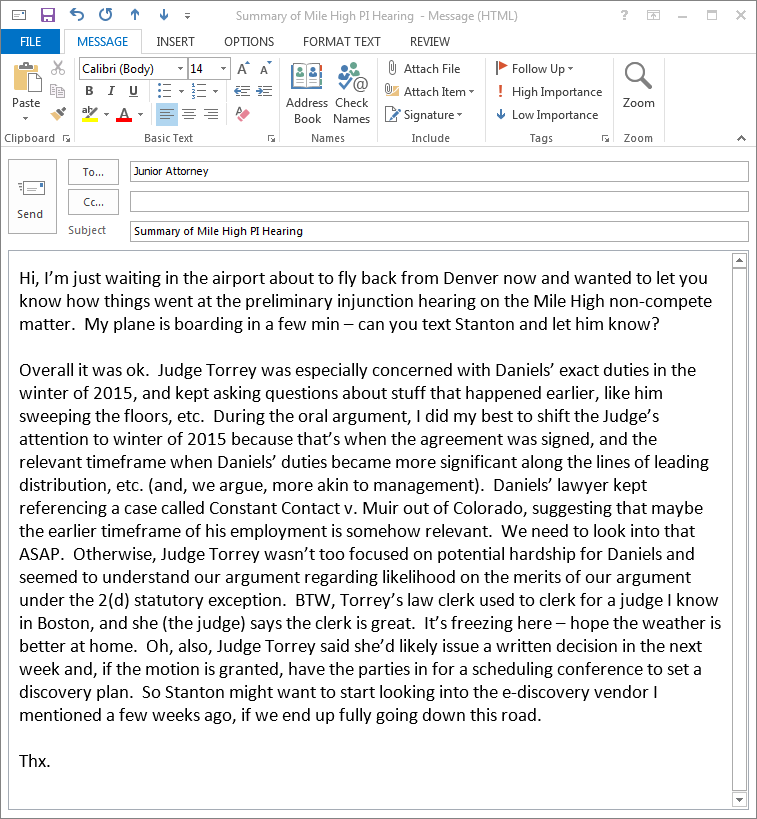 Summary of Mile High PI Hearing - Message (HTML)
FILE MESSAGE INSERT OPTIONS FORMAT TEXT REVIEW
Calibri (Body) 14 A A
Paste B I U
ab A
Address Book
Check Names
Attach File
Attach Item
Signature
Follow Up
High Importance
Low Importance
Zoom
Clipboard Basic Text Names Include Tags Zoom
Send
To... Junior Attorney
Cc...
Subject Summary of Mile High PI Hearing
Hi, I’m just waiting in the airport about to fly back from Denver now and wanted to let you
know how things went at the preliminary injunction hearing on the Mile High non-compete
matter.  My plane is boarding in a few min – can you text Stanton and let him know?
Overall it was ok.  Judge Torrey was especially concerned with Daniels’ exact duties in the
winter of 2015, and kept asking questions about stuff that happened earlier, like him
sweeping the floors, etc.  During the oral argument, I did my best to shift the Judge’s
attention to winter of 2015 because that’s when the agreement was signed, and the
relevant timeframe when Daniels’ duties became more significant along the lines of leading
distribution, etc. (and, we argue, more akin to management).  Daniels’ lawyer kept
referencing a case called Constant Contact v. Muir out of Colorado, suggesting that maybe
the earlier timeframe of his employment is somehow relevant.  We need to look into that
ASAP.  Otherwise, Judge Torrey wasn’t too focused on potential hardship for Daniels and
seemed to understand our argument regarding likelihood on the merits of our argument
under the 2(d) statutory exception.  BTW, Torrey’s law clerk used to clerk for a judge I know
in Boston, and she (the judge) says the clerk is great.  It’s freezing here – hope the weather is
better at home.  Oh, also, Judge Torrey said she’d likely issue a written decision in the next
week and, if the motion is granted, have the parties in for a scheduling conference to set a
discovery plan.  So Stanton might want to start looking into the e-discovery vendor I
mentioned a few weeks ago, if we end up fully going down this road.
Thx.